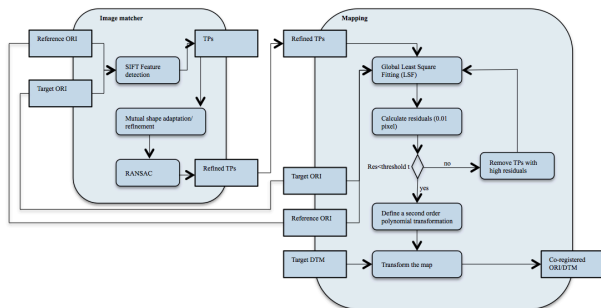 Image matcher
Reference ORI
Target ORI
SIFT Feature
detection
TPs
Mutual shape adaptation/
refinement
RANSAC
Refined TPs
Mapping
Refined TPs
Global Least Square
Fitting (LSF)
Calculate residuals (0.01
pixel)
Res<threshold t
no
Remove TPs with
high residuals
yes
Target ORI
Reference ORI
Define a second order
polynomial transformation
Target DTM
Transform the map
Co-registered
ORI/DTM